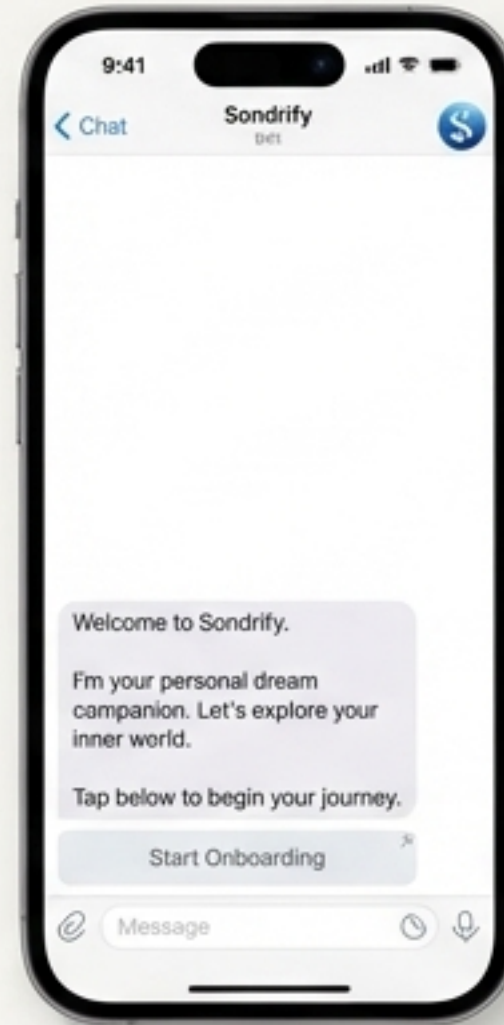 9:41
Chat
Sondrify
Welcome to Sondrify.
I'm your personal dream
companion. Let's explore your
inner world.
Tap below to begin your journey.
Start Onboarding
Message